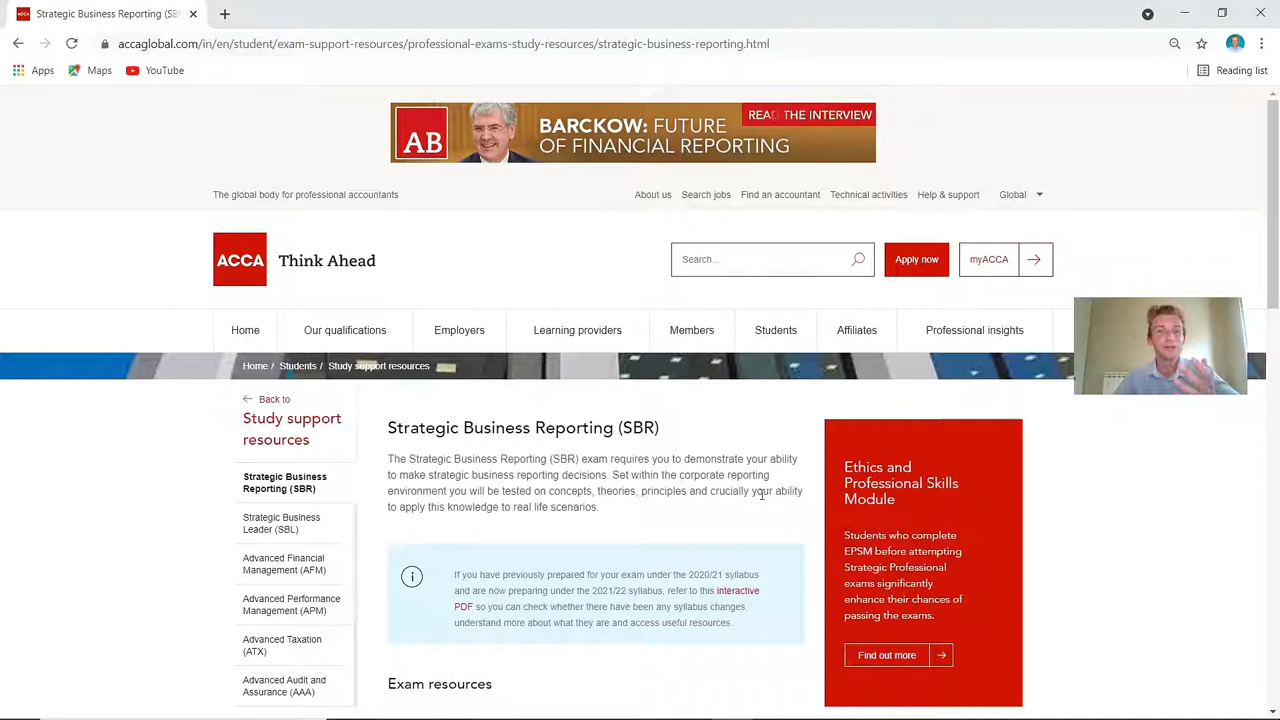 ACCA
Strategic Business Reporting (SB
accaglobal.com/in/en/student/exam-support-resources/professional-exams-study-resources/strategic-business-reporting.html
Apps
Maps
YouTube
Reading list
AB
BARCKOW: FUTURE
OF FINANCIAL REPORTING
READ THE INTERVIEW
The global body for professional accountants
About us
Search jobs
Find an accountant
Technical activities
Help & support
Global
ACCA
Think Ahead
Search...
Apply now
myACCA
Home
Our qualifications
Employers
Learning providers
Members
Students
Affiliates
Professional insights
Home / Students / Study support resources
Back to
Study support
resources
Strategic Business
Reporting (SBR)
Strategic Business
Leader (SBL)
Advanced Financial
Management (AFM)
Advanced Performance
Management (APM)
Advanced Taxation
(ATX)
Advanced Audit and
Assurance (AAA)
Strategic Business Reporting (SBR)
The Strategic Business Reporting (SBR) exam requires you to demonstrate your ability
to make strategic business reporting decisions. Set within the corporate reporting
environment you will be tested on concepts, theories, principles and crucially your ability
to apply this knowledge to real life scenarios.
If you have previously prepared for your exam under the 2020/21 syllabus
and are now preparing under the 2021/22 syllabus, refer to this interactive
PDF so you can check whether there have been any syllabus changes,
understand more about what they are and access useful resources.
Exam resources
Ethics and
Professional Skills
Module
Students who complete
EPSM before attempting
Strategic Professional
exams significantly
enhance their chances of
passing the exams.
Find out more